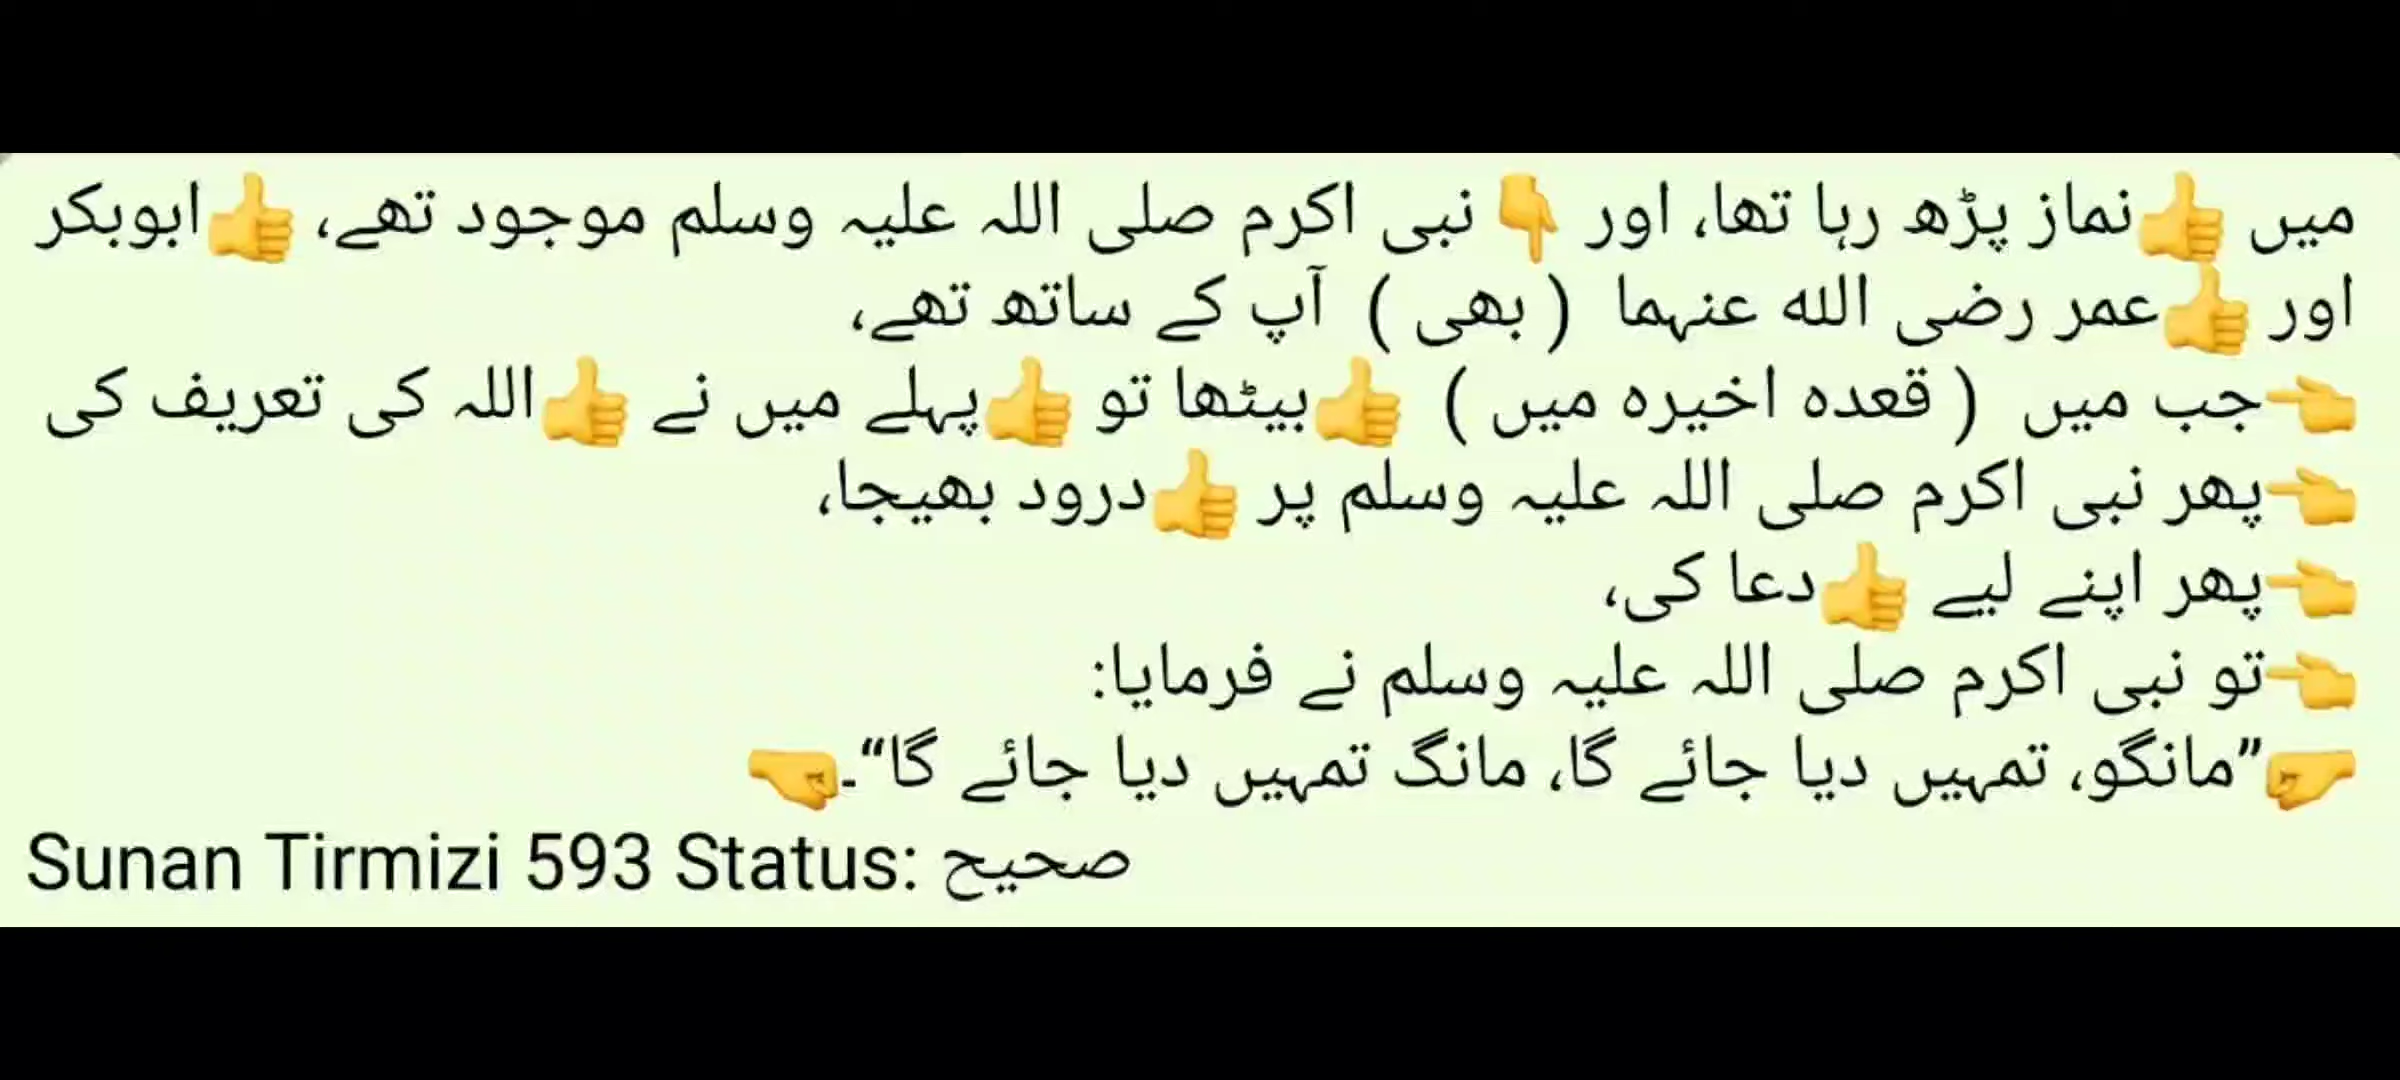 میں 👍نماز پڑھ رہا تھا، اور 👇نبی اکرم صلی اللہ علیہ وسلم موجود تھے، 👍ابوبکر
اور 👍عمر رضی الله عنہما ( بھی ) آپ کے ساتھ تھے،
👈جب میں ( قعدہ اخیرہ میں ) 👍بیٹھا تو 👍پہلے میں نے 👍اللہ کی تعریف کی
👈پھر نبی اکرم صلی اللہ علیہ وسلم پر 👍درود بھیجا،
👈پھر اپنے لیے 👍دعا کی،
👈تو نبی اکرم صلی اللہ علیہ وسلم نے فرمایا:
🤛”مانگو، تمہیں دیا جائے گا، مانگ تمہیں دیا جائے گا“۔🤜
Sunan Tirmizi 593 Status: صحیح